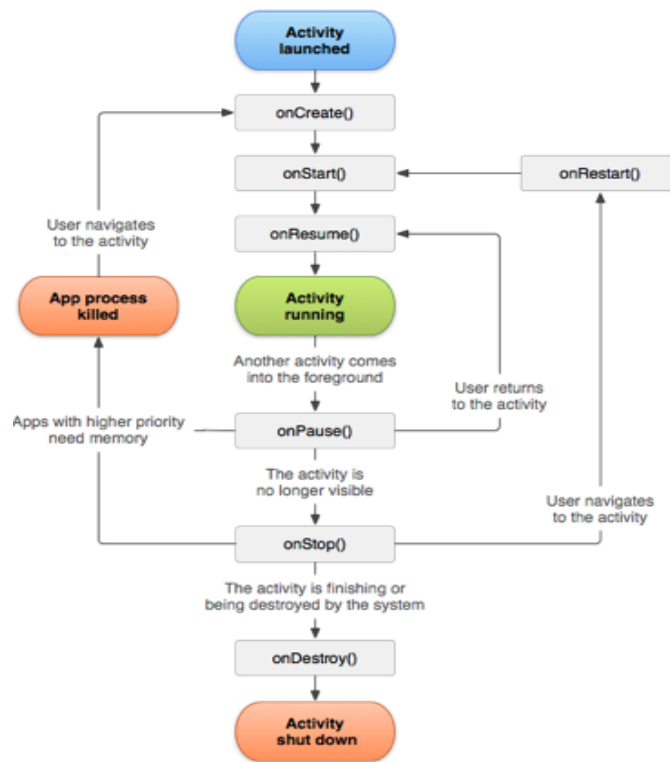 Activity
launched
onCreate()
onStart()
onRestart()
onResume()
User navigates
to the activity
App process
killed
Activity
running
Another activity comes
into the foreground
User returns
to the activity
Apps with higher priority
need memory
onPause()
The activity is
no longer visible
User navigates
to the activity
onStop()
The activity is finishing or
being destroyed by the system
onDestroy()
Activity
shut down